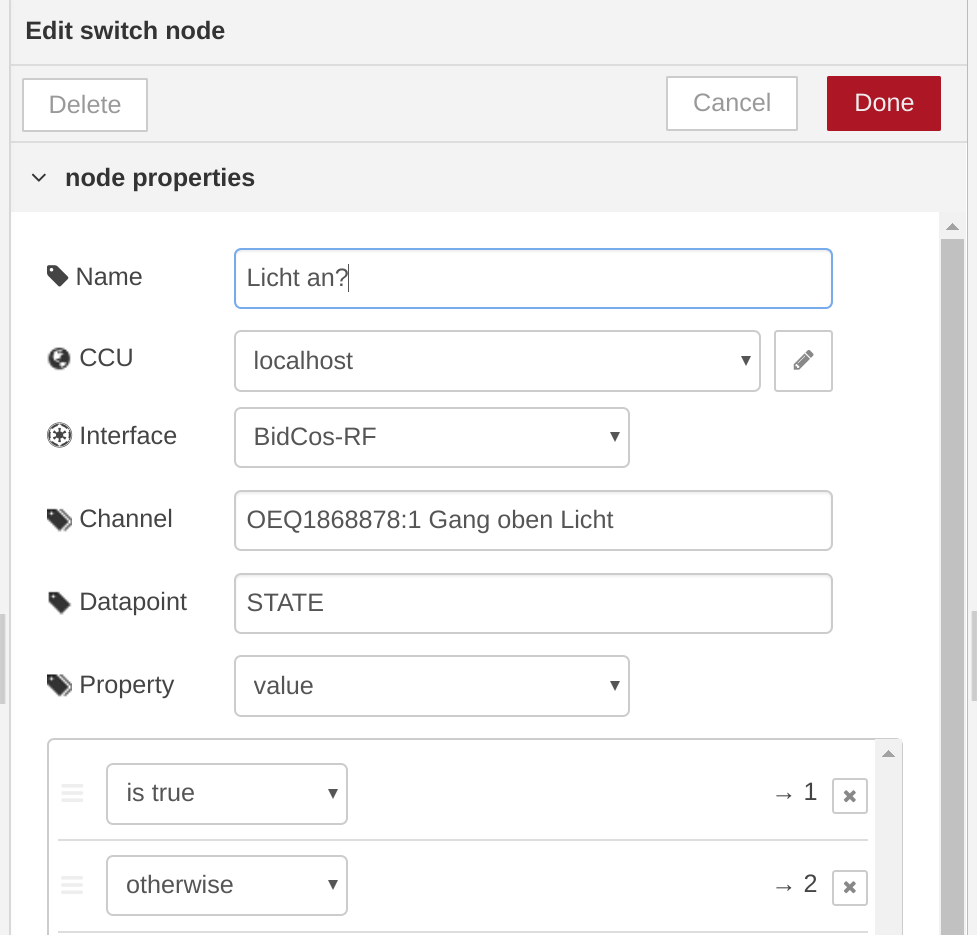 Edit switch node
Delete Cancel Done
node properties
Name Licht an?
CCU localhost
Interface BidCos-RF
Channel OEQ1868878:1 Gang oben Licht
Datapoint STATE
Property value
is true → 1
otherwise → 2